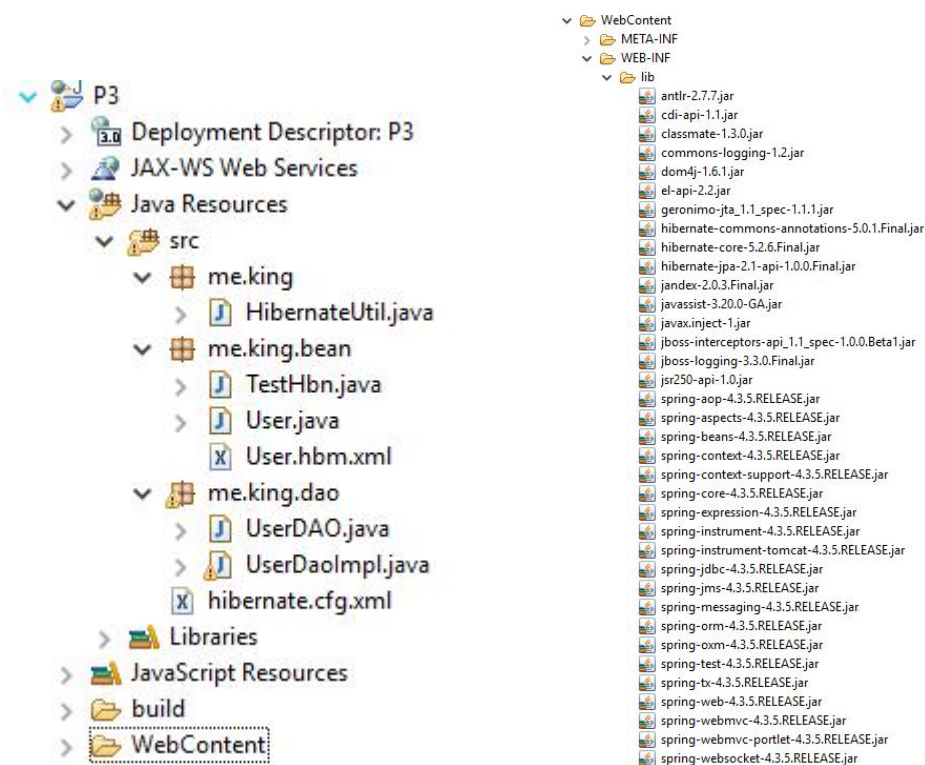 P3
Deployment Descriptor: P3
JAX-WS Web Services
Java Resources
src
me.king
HibernateUtil.java
me.king.bean
TestHbn.java
User.java
User.hbm.xml
me.king.dao
UserDAO.java
UserDaoImpl.java
hibernate.cfg.xml
Libraries
JavaScript Resources
build
WebContent
WebContent
META-INF
WEB-INF
lib
antlr-2.7.7.jar
cdi-api-1.1.jar
classmate-1.3.0.jar
commons-logging-1.2.jar
dom4j-1.6.1.jar
el-api-2.2.jar
geronimo-jta_1.1_spec-1.1.1.jar
hibernate-commons-annotations-5.0.1.Final.jar
hibernate-core-5.2.6.Final.jar
hibernate-jpa-2.1-api-1.0.0.Final.jar
jandex-2.0.3.Final.jar
javassist-3.20.0-GA.jar
javax.inject-1.jar
jboss-interceptors-api_1.1_spec-1.0.0.Beta1.jar
jboss-logging-3.3.0.Final.jar
jsr250-api-1.0.jar
spring-aop-4.3.5.RELEASE.jar
spring-aspects-4.3.5.RELEASE.jar
spring-beans-4.3.5.RELEASE.jar
spring-context-4.3.5.RELEASE.jar
spring-context-support-4.3.5.RELEASE.jar
spring-core-4.3.5.RELEASE.jar
spring-expression-4.3.5.RELEASE.jar
spring-instrument-4.3.5.RELEASE.jar
spring-instrument-tomcat-4.3.5.RELEASE.jar
spring-jdbc-4.3.5.RELEASE.jar
spring-jms-4.3.5.RELEASE.jar
spring-messaging-4.3.5.RELEASE.jar
spring-orm-4.3.5.RELEASE.jar
spring-oxm-4.3.5.RELEASE.jar
spring-test-4.3.5.RELEASE.jar
spring-tx-4.3.5.RELEASE.jar
spring-web-4.3.5.RELEASE.jar
spring-webmvc-4.3.5.RELEASE.jar
spring-webmvc-portlet-4.3.5.RELEASE.jar
spring-websocket-4.3.5.RELEASE.jar